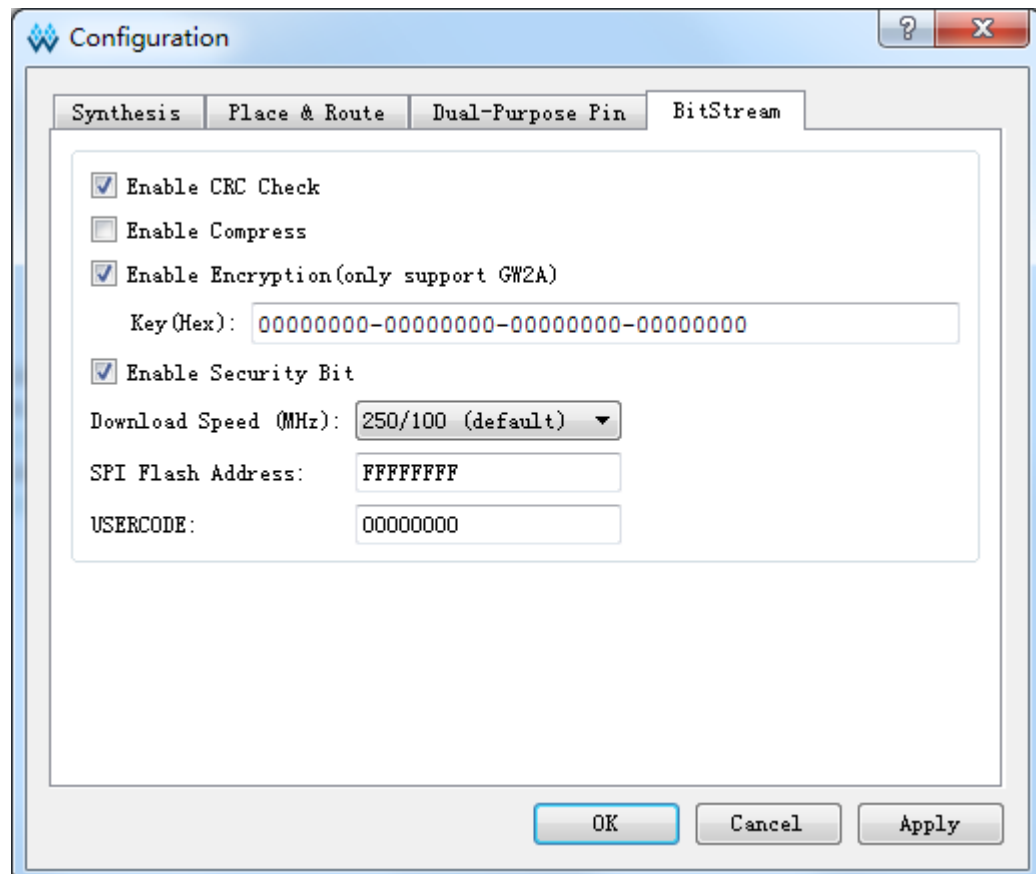 Configuration
Synthesis Place & Route Dual-Purpose Pin BitStream
Enable CRC Check
Enable Compress
Enable Encryption(only support GW2A)
Key(Hex): 00000000-00000000-00000000-00000000
Enable Security Bit
Download Speed (MHz): 250/100 (default)
SPI Flash Address: FFFFFFFF
USERCODE: 00000000
OK Cancel Apply